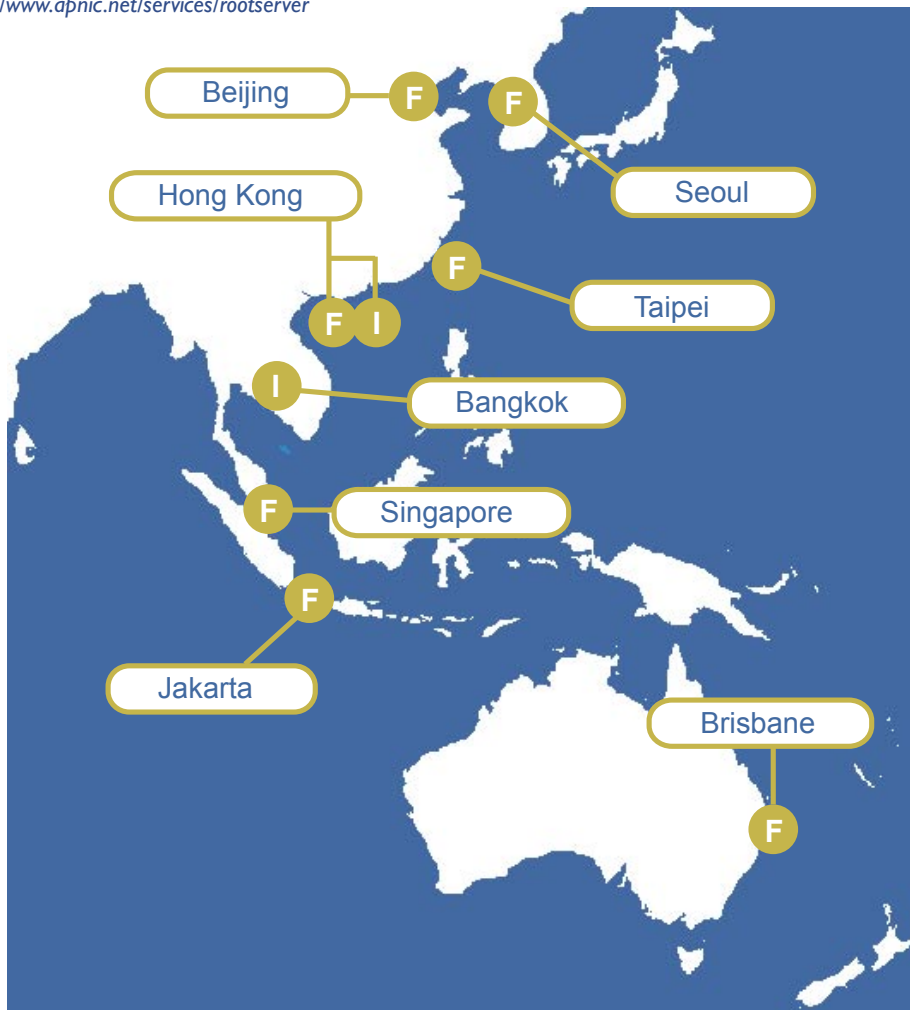 /www.apnic.net/services/rootserver
Beijing
F
F
Seoul
Hong Kong
F
Taipei
F
I
I
Bangkok
F
Singapore
F
Jakarta
Brisbane
F